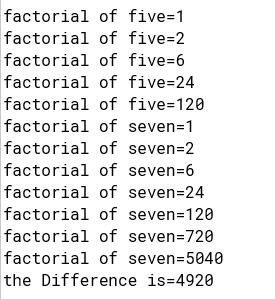 factorial of five=1
factorial of five=2
factorial of five=6
factorial of five=24
factorial of five=120
factorial of seven=1
factorial of seven=2
factorial of seven=6
factorial of seven=24
factorial of seven=120
factorial of seven=720
factorial of seven=5040
the Difference is=4920